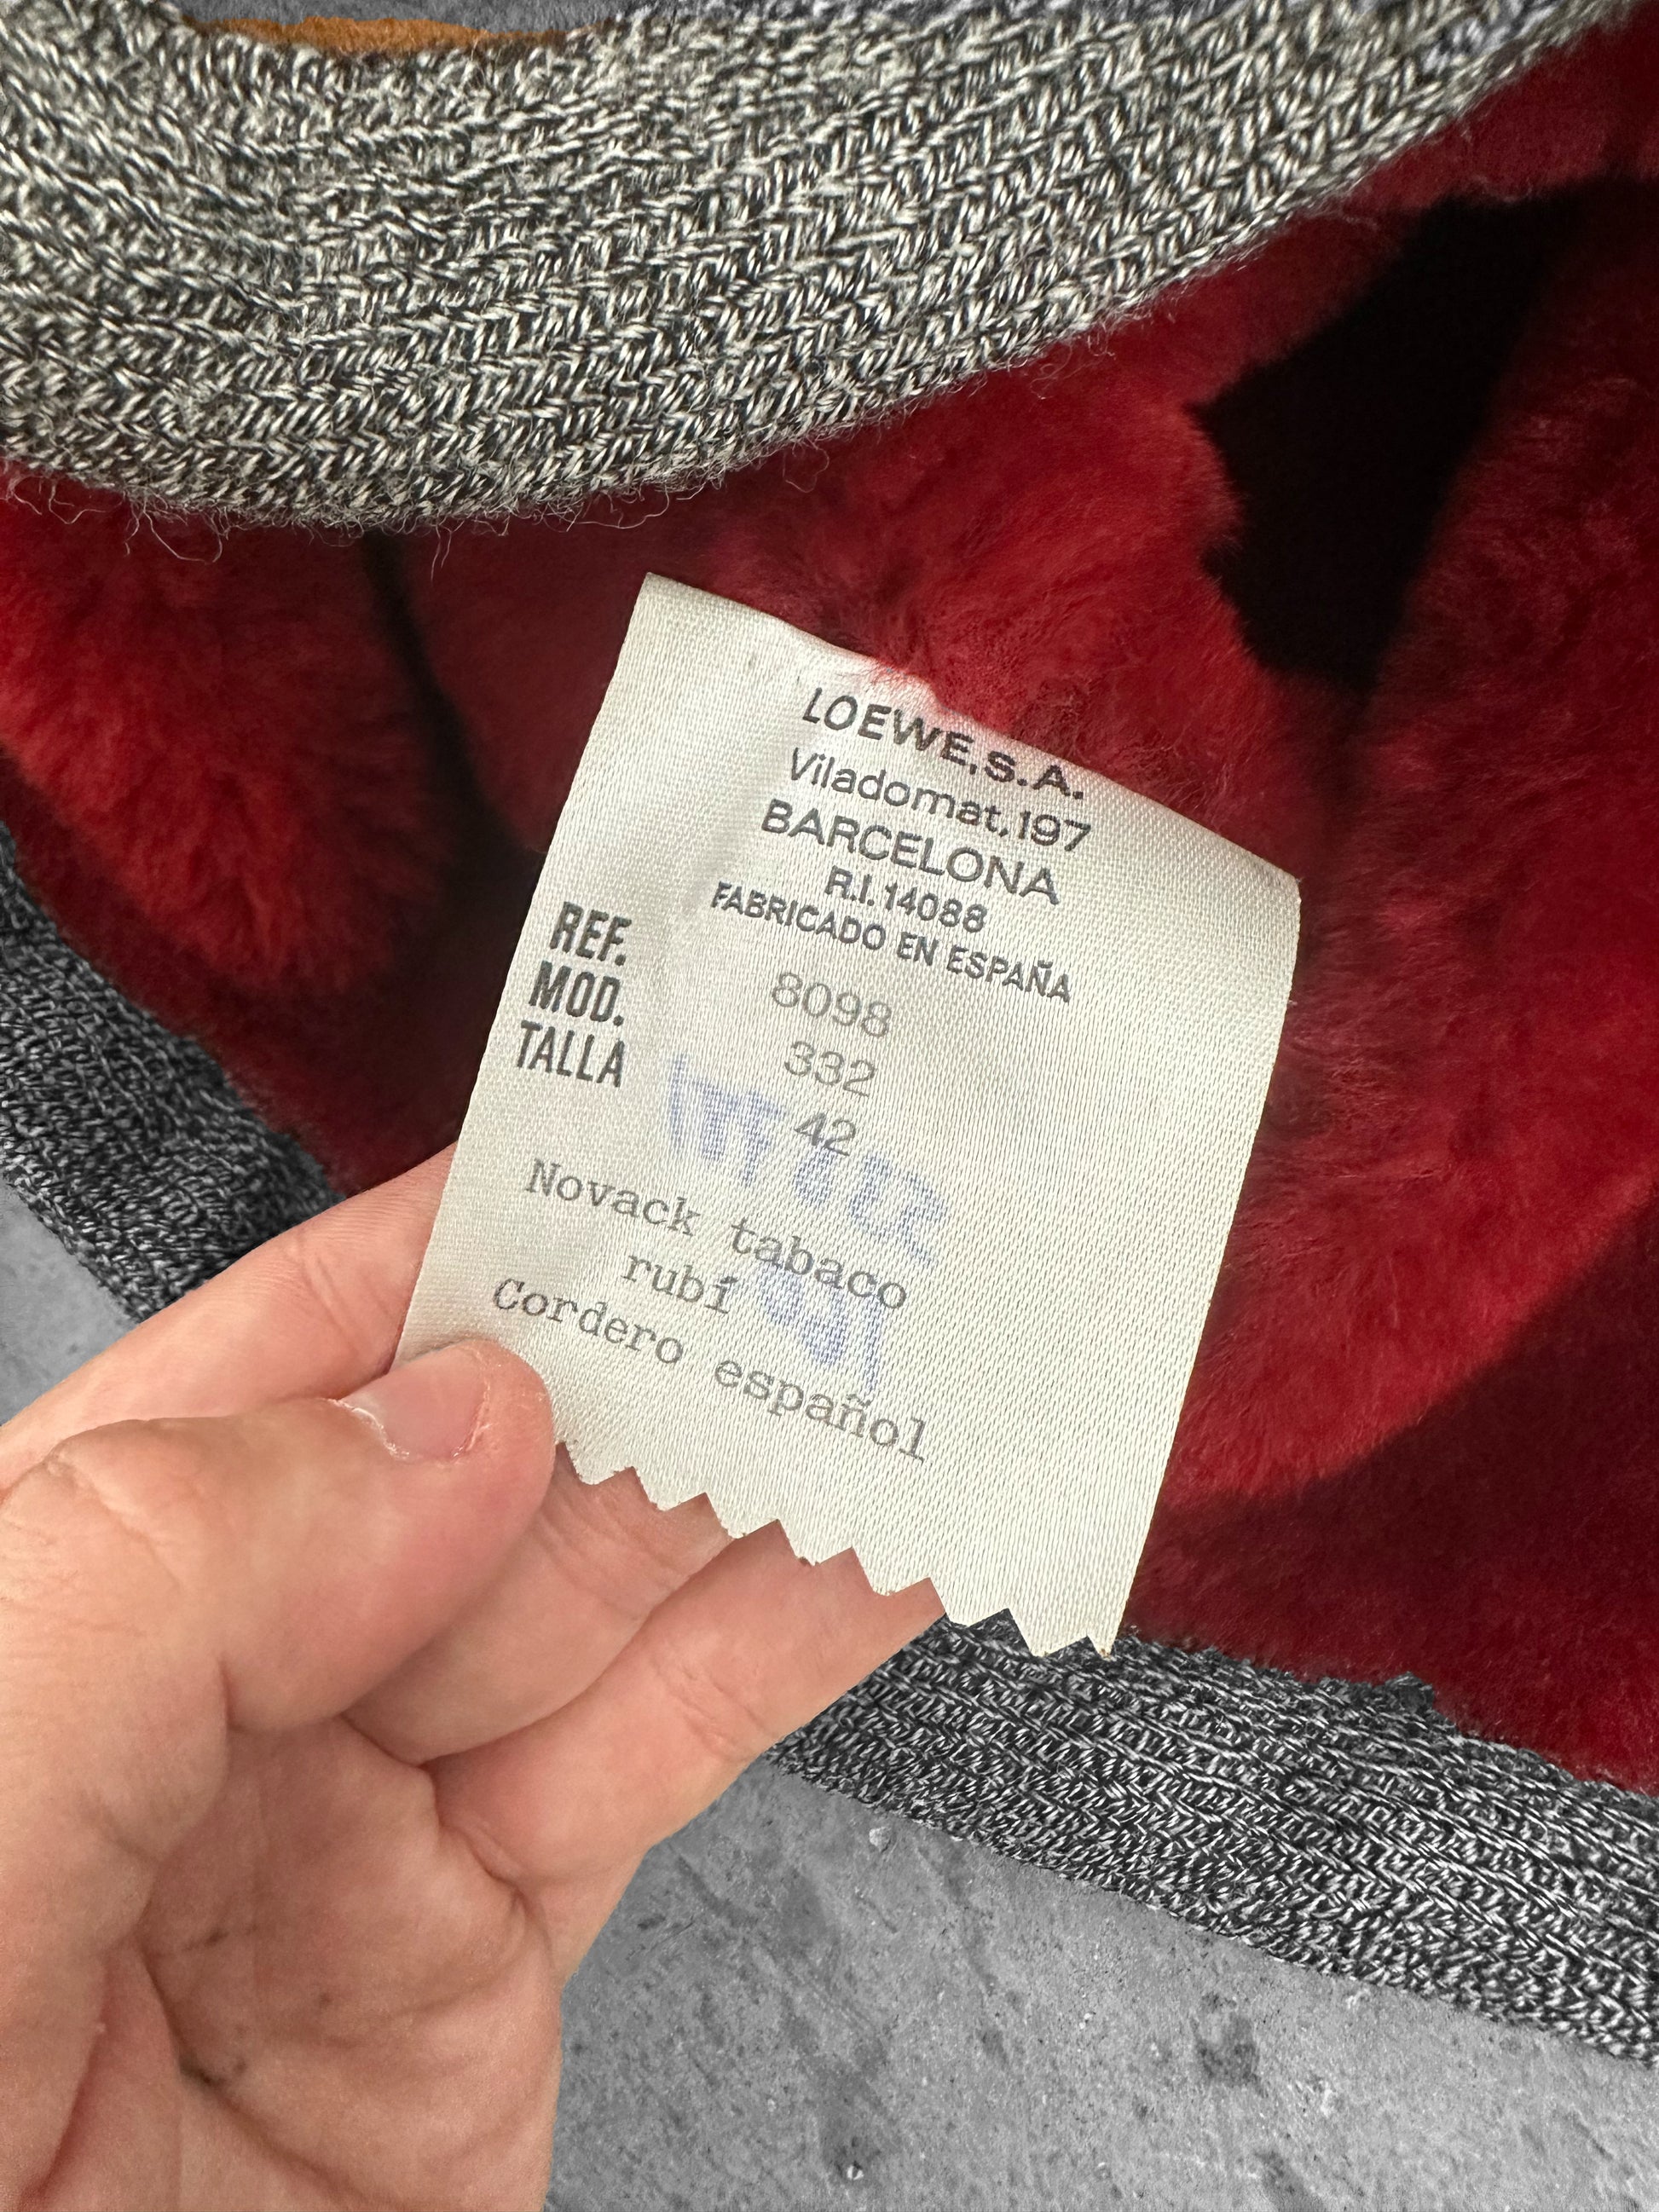 LOEWE, S.A.
Viladomat, 197
BARCELONA
R.I. 14088
FABRICADO EN ESPAÑA
REF. 8098
MOD. 332
TALLA 42
Novack tabaco
rubí
Cordero español